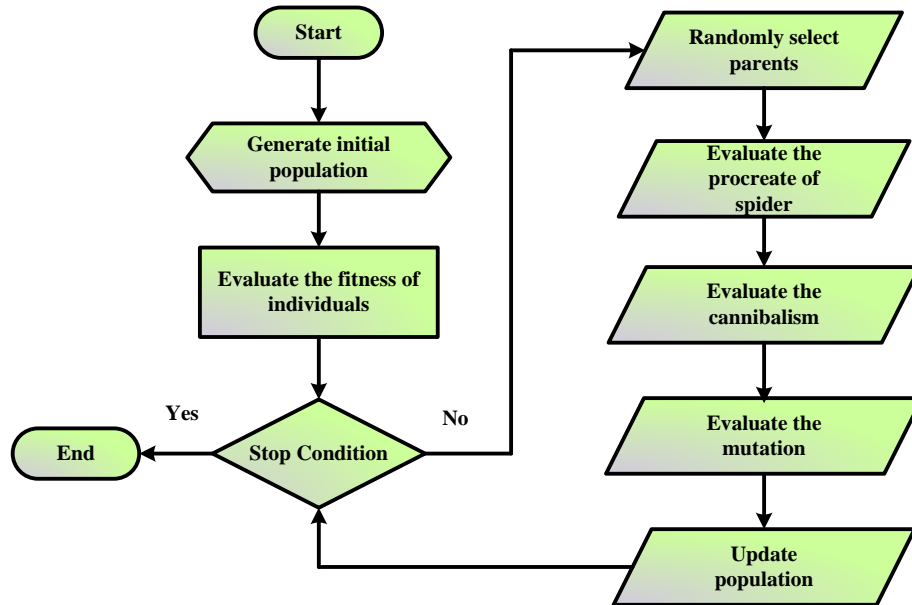 Start
Generate initial
population
Evaluate the fitness of
individuals
Stop Condition
Yes
End
No
Randomly select
parents
Evaluate the
procreate of
spider
Evaluate the
cannibalism
Evaluate the
mutation
Update
population